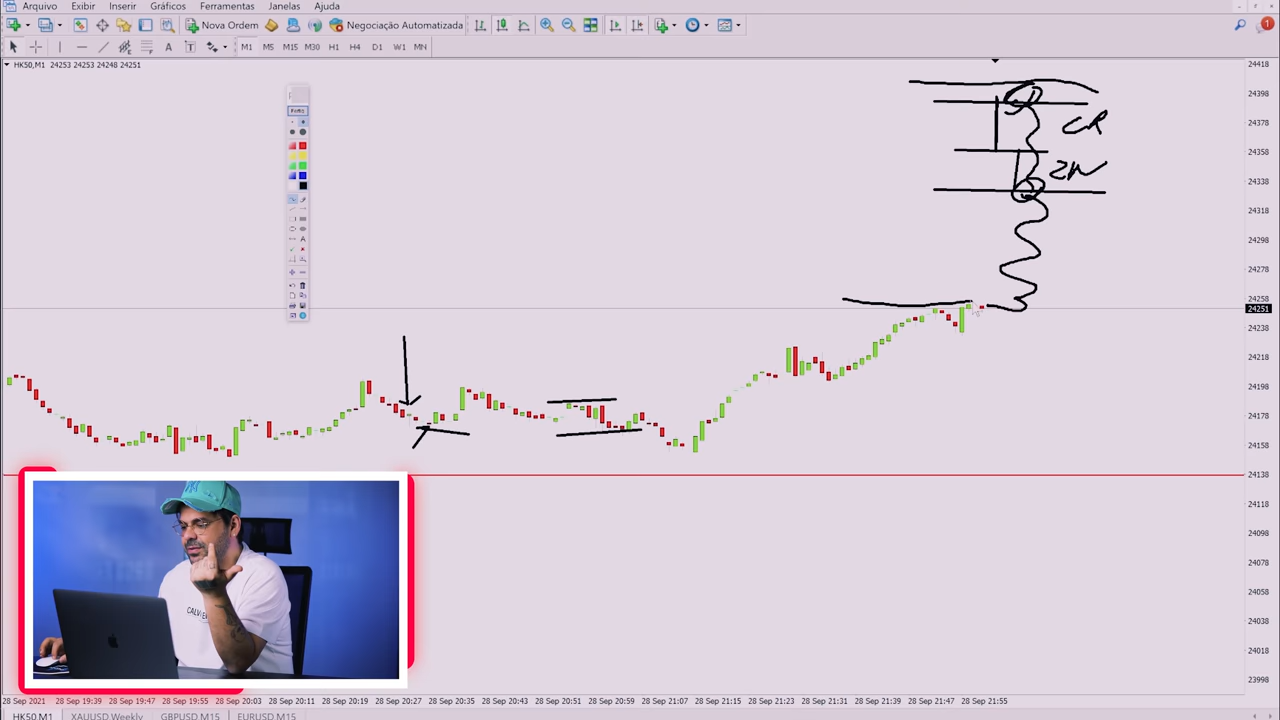 Arquivo Exibir Inserir Gráficos Ferramentas Janelas Ajuda
Nova Ordem Negociação Automatizada 1
A T M1 M5 M15 M30 H1 H4 D1 W1 MN
HK50,M1 24253 24253 24248 24251
24418
24398
24378
24358
24338
24318
24298
24278
24258
24251
24238
24218
24198
24178
24158
24138
24118
24098
24078
24058
24038
24018
23998
CR
2N
28 Sep 2021 28 Sep 19:39 28 Sep 19:47 28 Sep 19:55 28 Sep 20:03 28 Sep 20:11 28 Sep 20:19 28 Sep 20:27 28 Sep 20:35 28 Sep 20:43 28 Sep 20:51 28 Sep 20:59 28 Sep 21:07 28 Sep 21:15 28 Sep 21:23 28 Sep 21:31 28 Sep 21:39 28 Sep 21:47 28 Sep 21:55
HK50,M1 XAUUSD Weekly GBPUSD M15 EURUSD M15